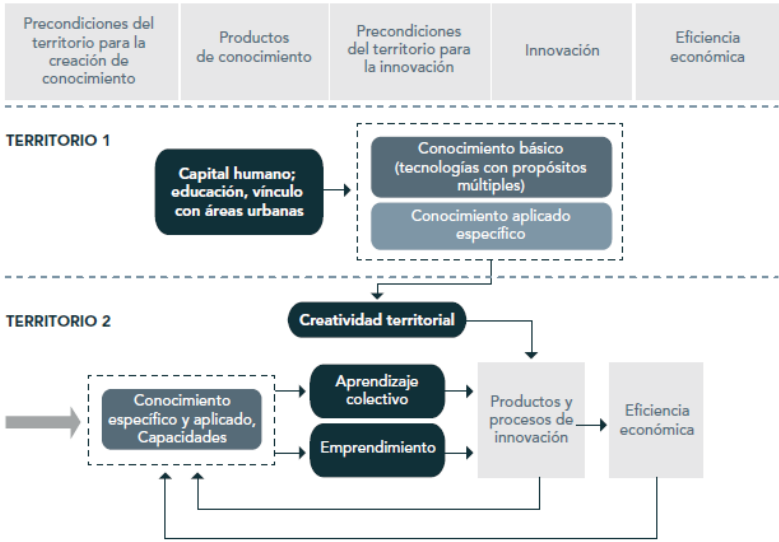 Precondiciones del
territorio para la
creación de
conocimiento
Productos
de conocimiento
Precondiciones
del territorio para
la innovación
Innovación
Eficiencia
económica
TERRITORIO 1
Capital humano;
educación, vínculo
con áreas urbanas
Conocimiento básico
(tecnologías con propósitos
múltiples)
Conocimiento aplicado
específico
TERRITORIO 2
Creatividad territorial
Conocimiento
específico y aplicado,
Capacidades
Aprendizaje
colectivo
Emprendimiento
Productos y
procesos de
innovación
Eficiencia
económica